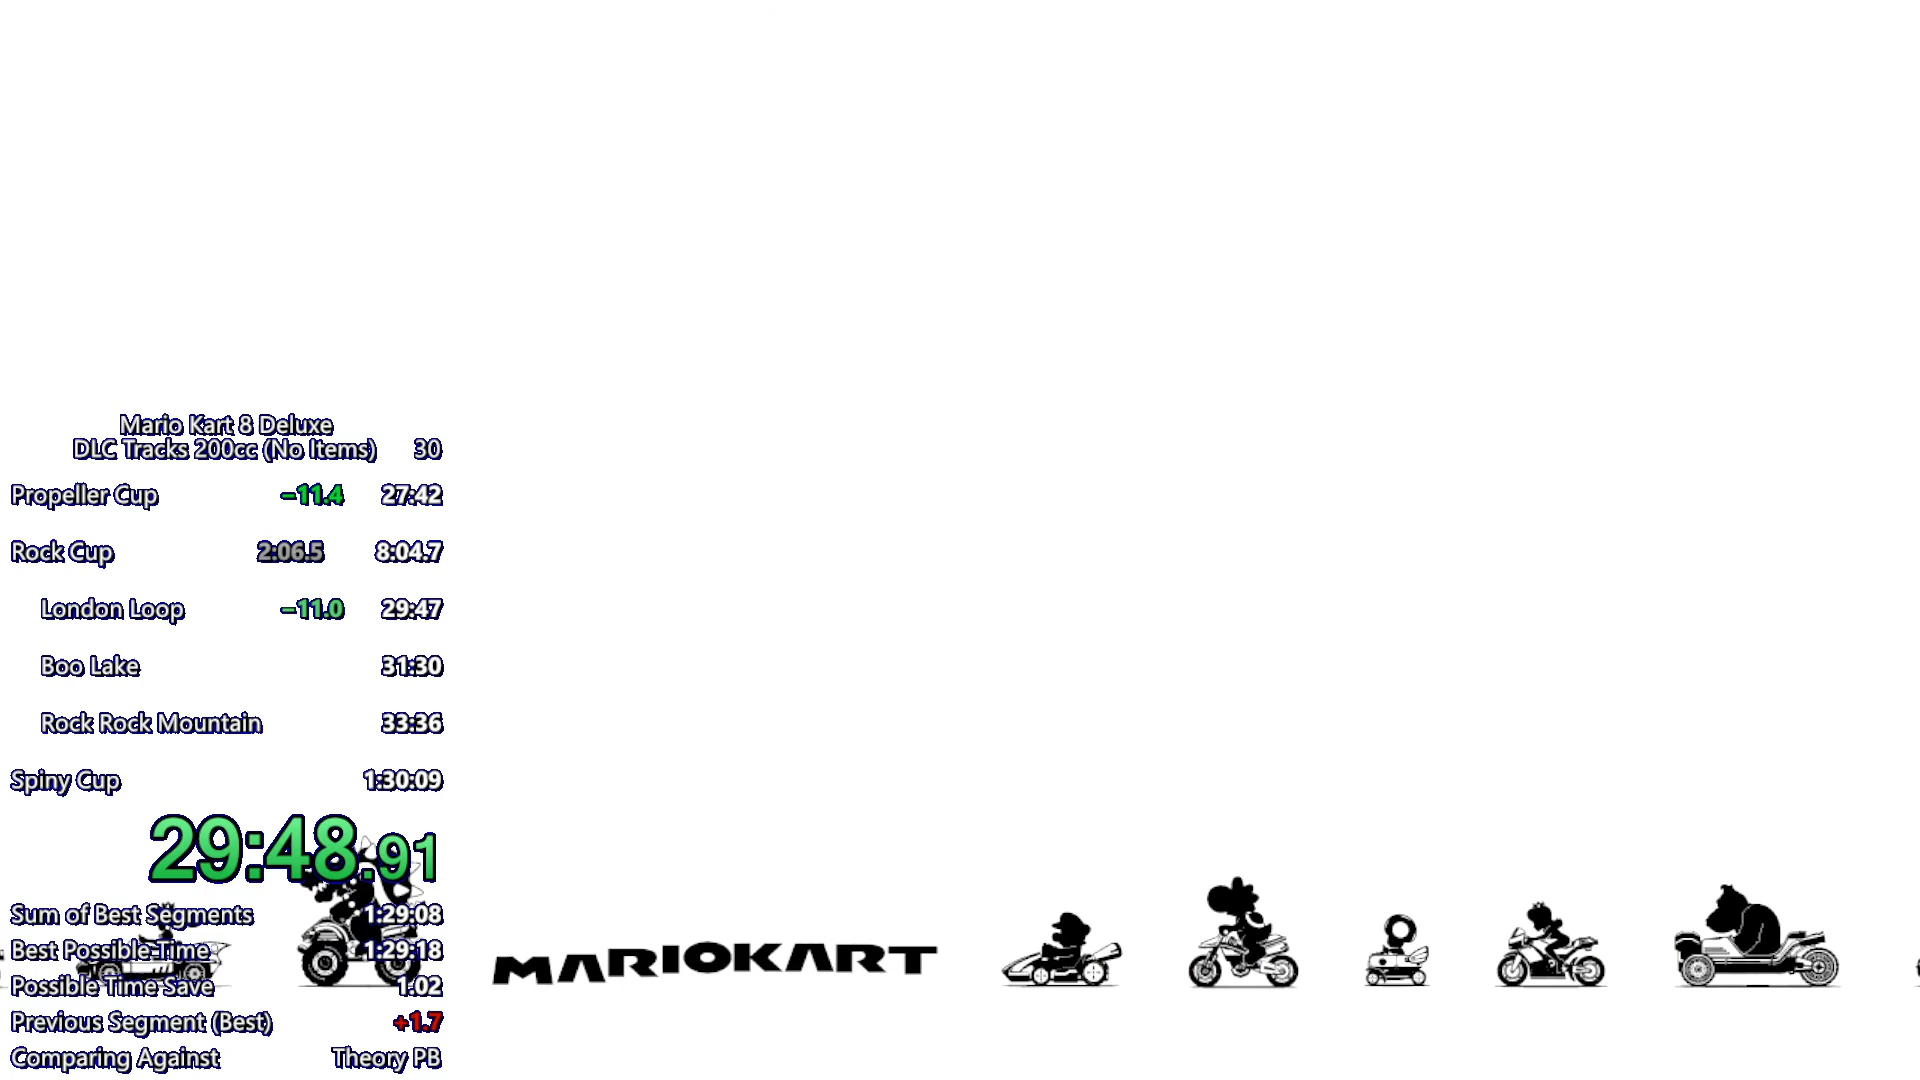 Mario Kart 8 Deluxe
DLC Tracks 200cc (No Items) 30
Propeller Cup −11.4 27:42
Rock Cup 2:06.5 8:04.7
London Loop −11.0 29:47
Boo Lake 31:30
Rock Rock Mountain 33:36
Spiny Cup 1:30:09
29:48.91
Sum of Best Segments 1:29:08
Best Possible Time 1:29:18
Possible Time Save 1.02
Previous Segment (Best) +1.7
Comparing Against Theory PB
MARIOKART